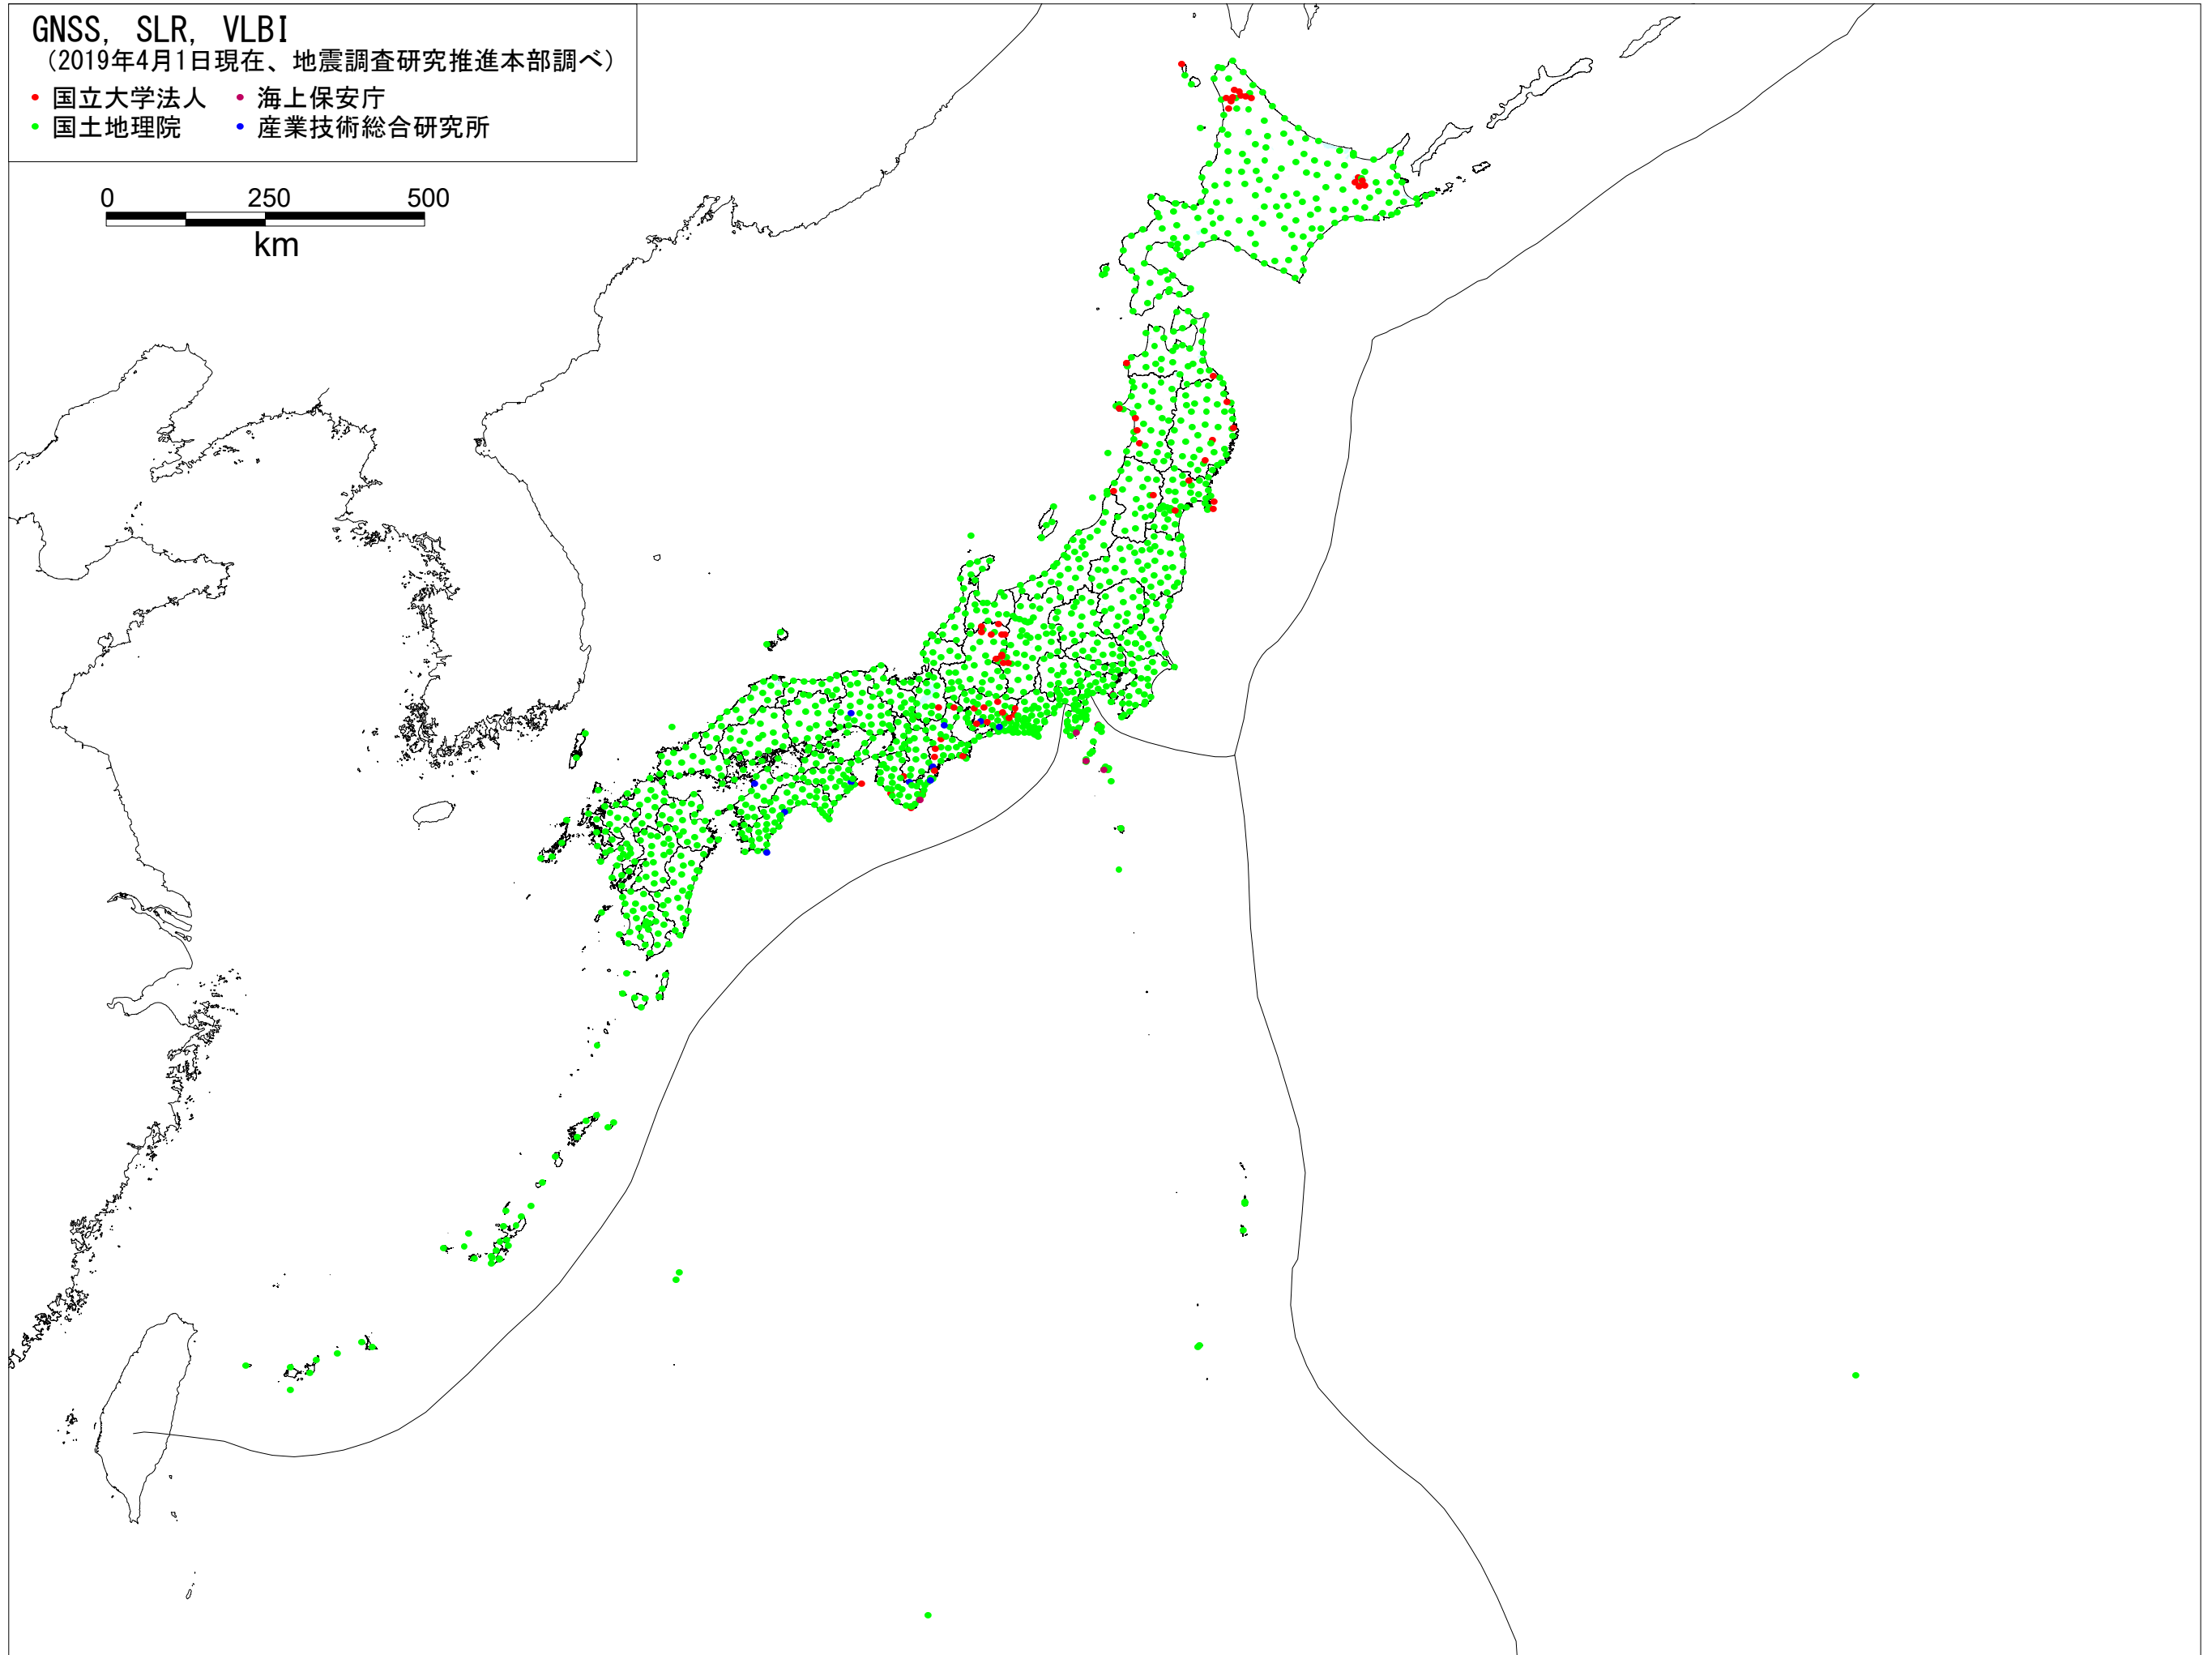 GNSS, SLR, VLBI
（2019年4月1日現在、地震調査研究推進本部調べ）
国立大学法人 海上保安庁
国土地理院 産業技術総合研究所
0 250 500
km